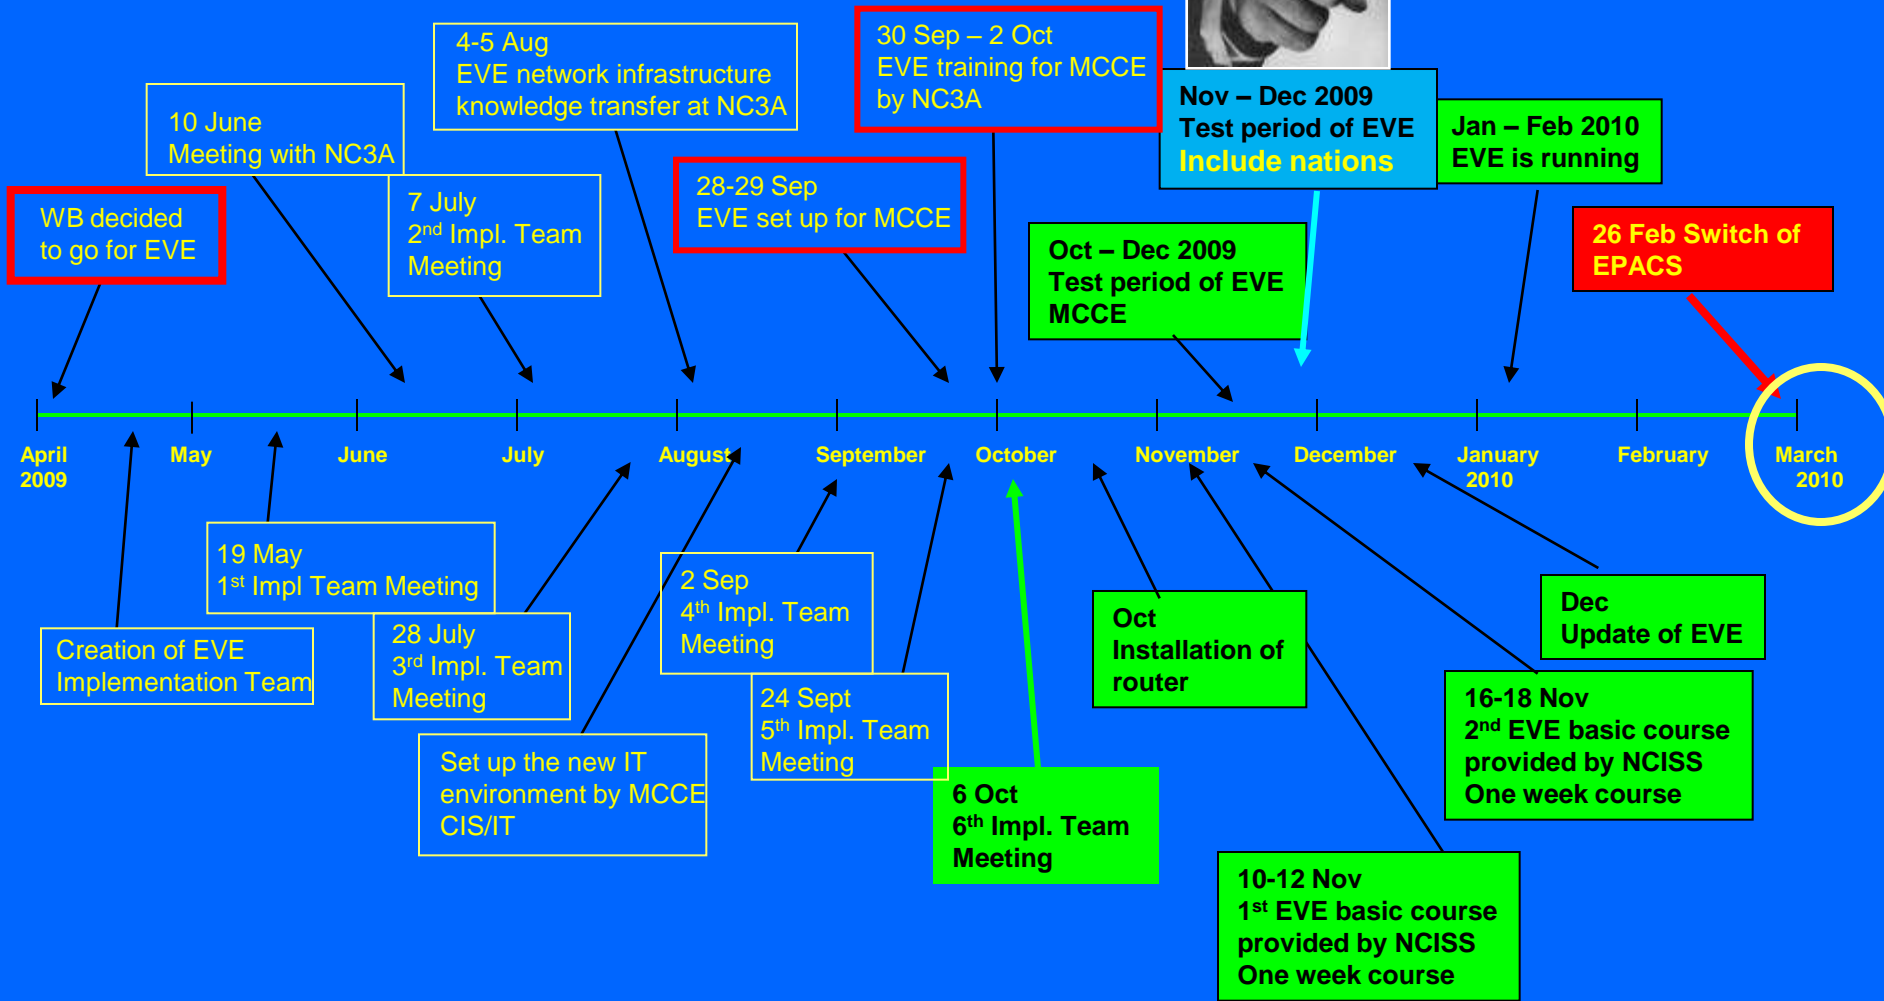 4-5 Aug
EVE network infrastructure
knowledge transfer at NC3A
30 Sep – 2 Oct
EVE training for MCCE
by NC3A
10 June
Meeting with NC3A
Nov – Dec 2009
Test period of EVE
Include nations
Jan – Feb 2010
EVE is running
WB decided
to go for EVE
7 July
2nd Impl. Team
Meeting
28-29 Sep
EVE set up for MCCE
Oct – Dec 2009
Test period of EVE
MCCE
26 Feb Switch of
EPACS
April
2009
May
June
July
August
September
October
November
December
January
2010
February
March
2010
19 May
1st Impl Team Meeting
Creation of EVE
Implementation Team
28 July
3rd Impl. Team
Meeting
Set up the new IT
environment by MCCE
CIS/IT
2 Sep
4th Impl. Team
Meeting
24 Sept
5th Impl. Team
Meeting
6 Oct
6th Impl. Team
Meeting
Oct
Installation of
router
Dec
Update of EVE
16-18 Nov
2nd EVE basic course
provided by NCISS
One week course
10-12 Nov
1st EVE basic course
provided by NCISS
One week course